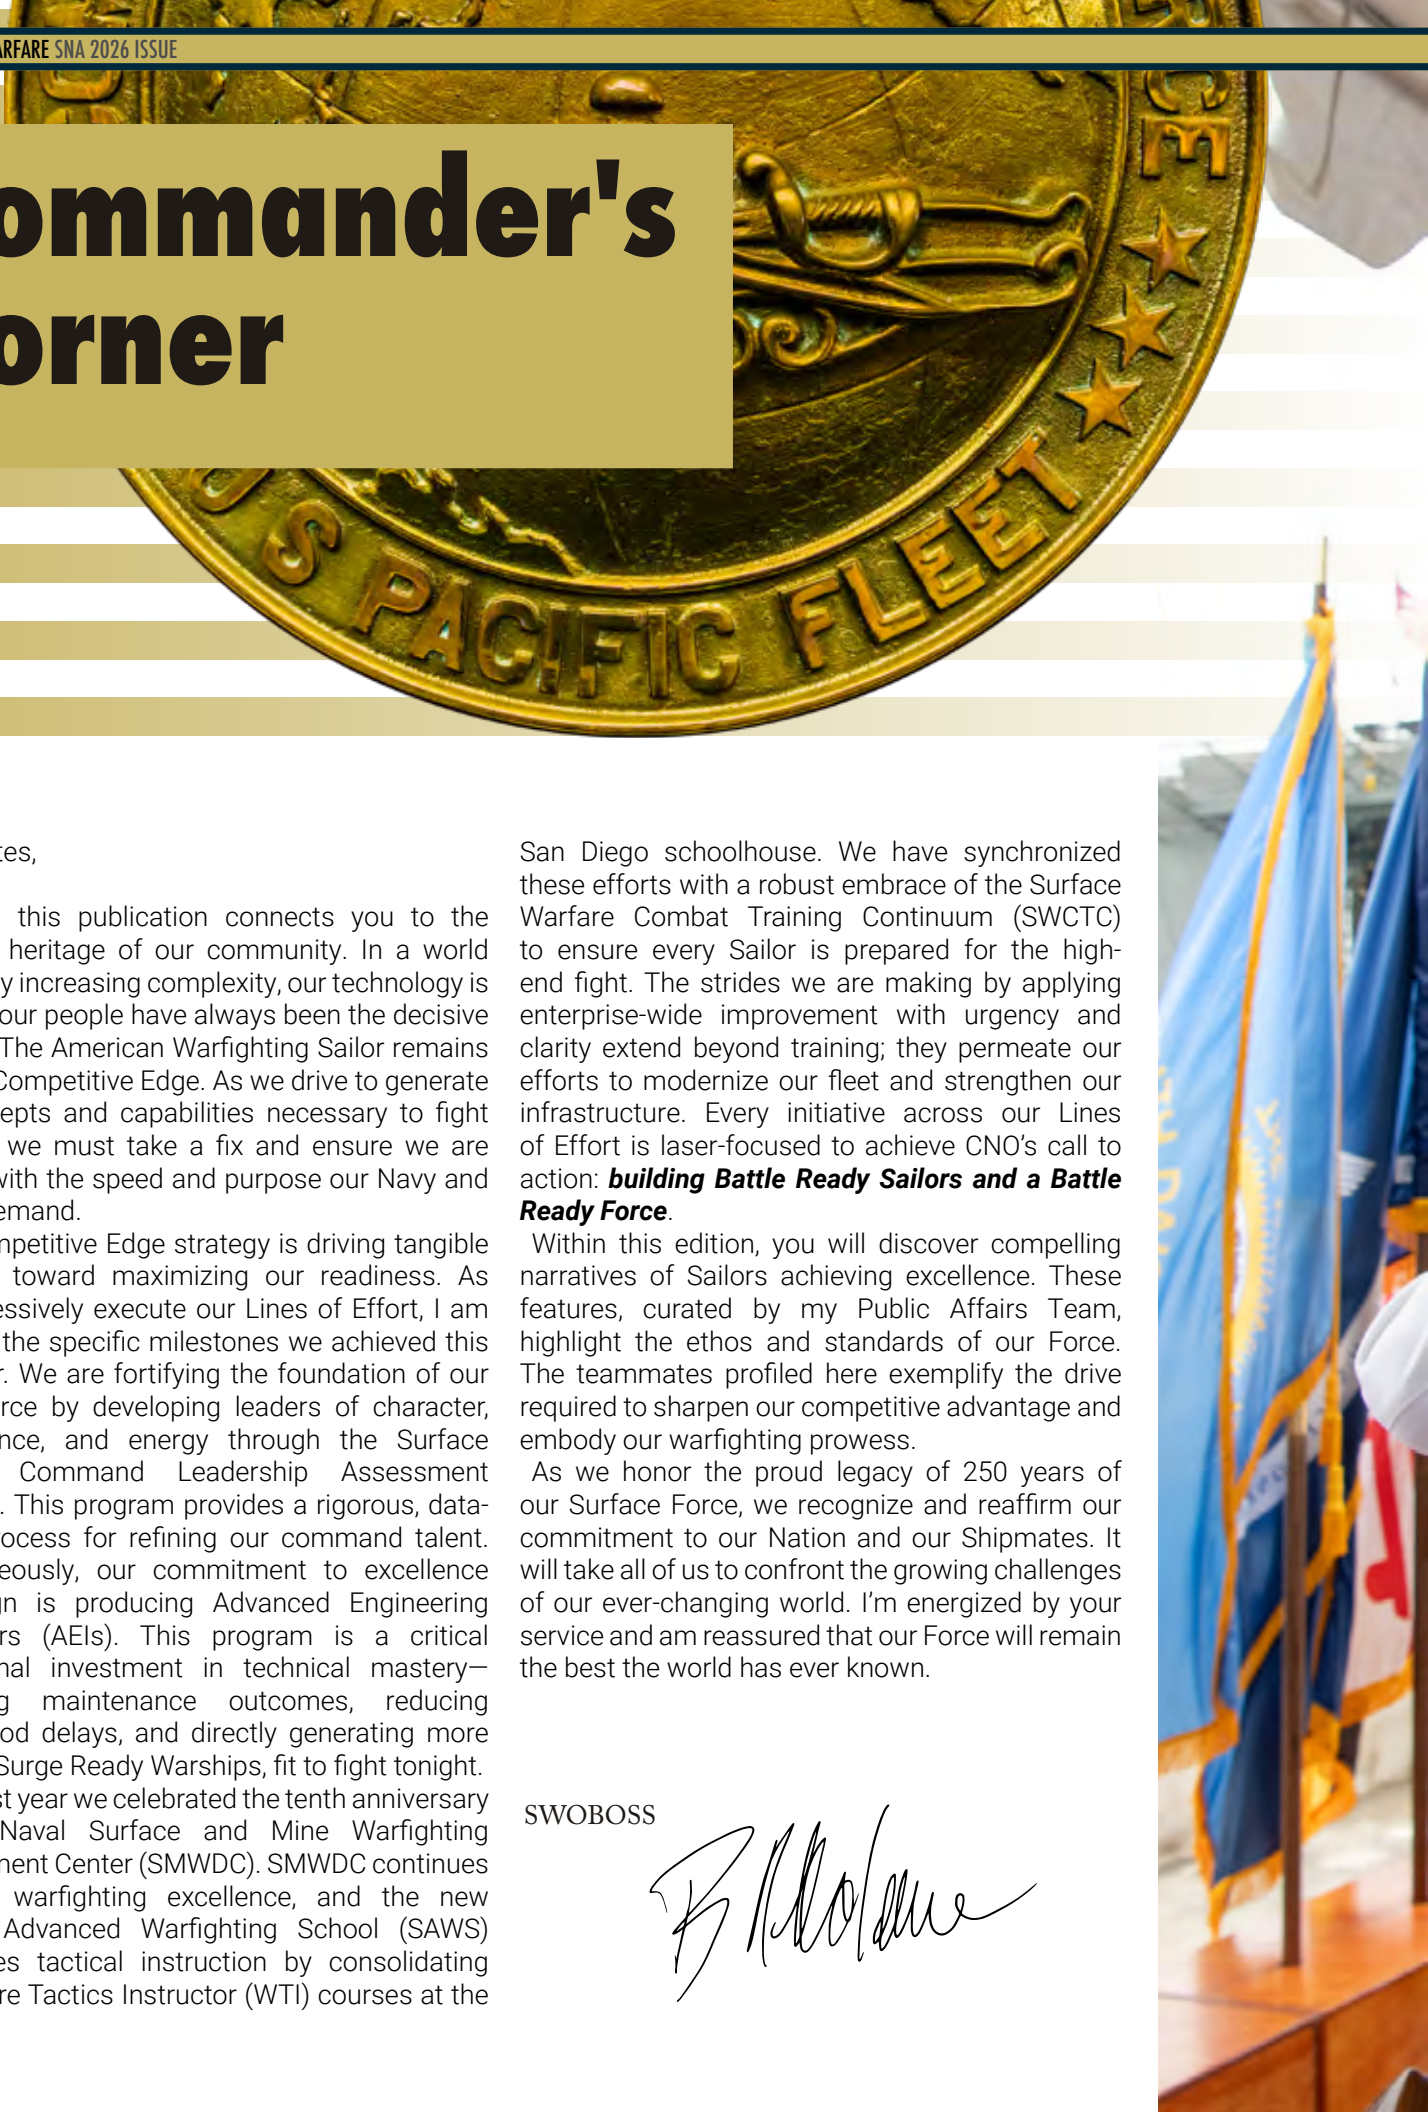 ARFARE SNA 2026 ISSUE
CE
ommander's
orner
US PACIFIC FLEET
tes,
this publication connects you to the
heritage of our community. In a world
y increasing complexity, our technology is
our people have always been the decisive
The American Warfighting Sailor remains
Competitive Edge. As we drive to generate
epts and capabilities necessary to fight
we must take a fix and ensure we are
with the speed and purpose our Navy and
emand.
mpetitive Edge strategy is driving tangible
toward maximizing our readiness. As
essively execute our Lines of Effort, I am
the specific milestones we achieved this
r. We are fortifying the foundation of our
rce by developing leaders of character,
nce, and energy through the Surface
Command Leadership Assessment
. This program provides a rigorous, data-
rocess for refining our command talent.
eously, our commitment to excellence
gn is producing Advanced Engineering
rs (AEIs). This program is a critical
nal investment in technical mastery—
g maintenance outcomes, reducing
od delays, and directly generating more
Surge Ready Warships, fit to fight tonight.
st year we celebrated the tenth anniversary
Naval Surface and Mine Warfighting
ment Center (SMWDC). SMWDC continues
warfighting excellence, and the new
Advanced Warfighting School (SAWS)
es tactical instruction by consolidating
re Tactics Instructor (WTI) courses at the
San Diego schoolhouse. We have synchronized
these efforts with a robust embrace of the Surface
Warfare Combat Training Continuum (SWCTC)
to ensure every Sailor is prepared for the high-
end fight. The strides we are making by applying
enterprise-wide improvement with urgency and
clarity extend beyond training; they permeate our
efforts to modernize our fleet and strengthen our
infrastructure. Every initiative across our Lines
of Effort is laser-focused to achieve CNO's call to
action: building Battle Ready Sailors and a Battle
Ready Force.
Within this edition, you will discover compelling
narratives of Sailors achieving excellence. These
features, curated by my Public Affairs Team,
highlight the ethos and standards of our Force.
The teammates profiled here exemplify the drive
required to sharpen our competitive advantage and
embody our warfighting prowess.
As we honor the proud legacy of 250 years of
our Surface Force, we recognize and reaffirm our
commitment to our Nation and our Shipmates. It
will take all of us to confront the growing challenges
of our ever-changing world. I'm energized by your
service and am reassured that our Force will remain
the best the world has ever known.
SWOBOSS